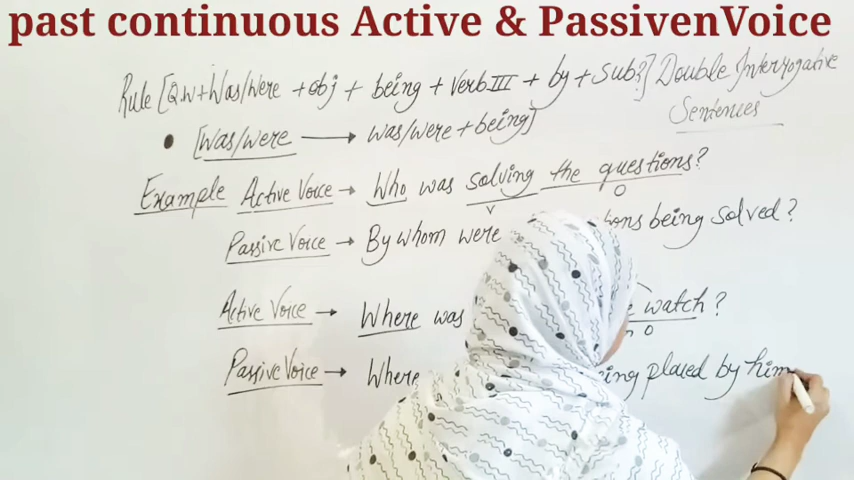 past continuous Active & PassivenVoice
Rule [Q.w+Was/Were +obj + being + Verb.III + by + Sub?] Double Interrogative
Sentences
• [Was/were → was/were + being]
Example Active Voice → Who was solving the questions?
V O
Passive Voice → By whom were ons being solved?
Active Voice → Where was watch?
O
Passive Voice → Where ing placed by him